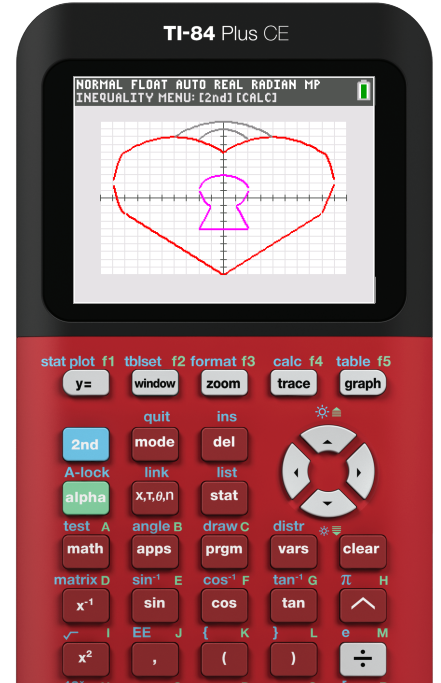 TI-84 Plus CE
NORMAL FLOAT AUTO REAL RADIAN MP
INEQUALITY MENU: [2nd] [CALC]
stat plot f1 tblset f2 format f3 calc f4 table f5
y= window zoom trace graph
quit ins
2nd mode del
A-lock link list
alpha X,T,θ,n stat
test A angle B draw C distr
math apps prgm vars clear
matrix D sin⁻¹ E cos⁻¹ F tan⁻¹ G π H
x⁻¹ sin cos tan ^
√ I EE J { K } L e M
x² , ( ) ÷